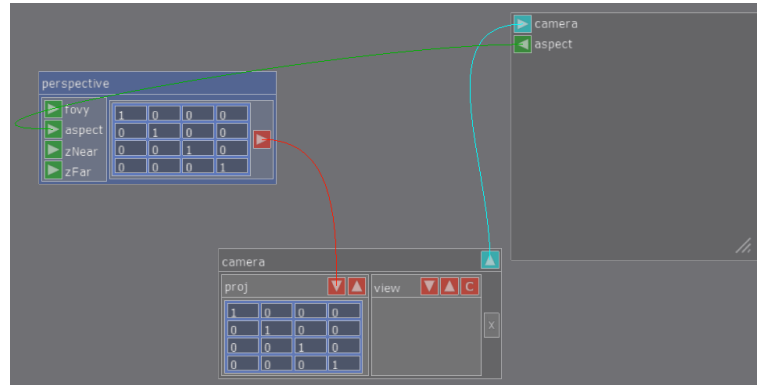 camera
aspect
perspective
fovy
aspect
zNear
zFar
1 0 0 0
0 1 0 0
0 0 1 0
0 0 0 1
camera
proj
view
C
1 0 0 0
0 1 0 0
0 0 1 0
0 0 0 1
X